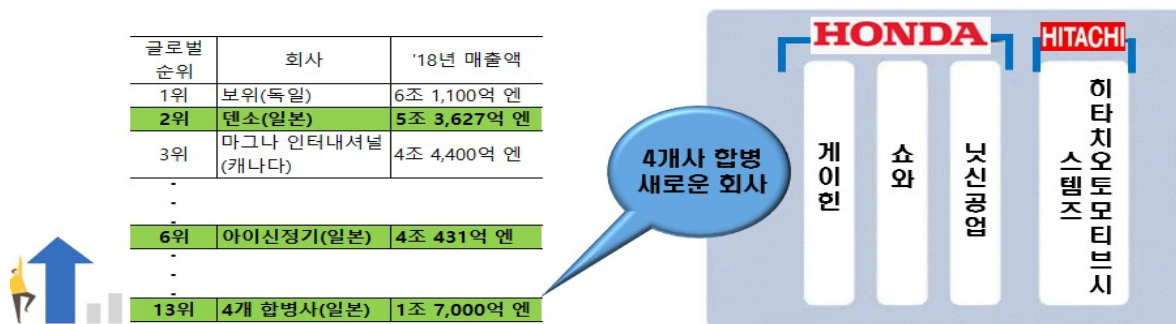 글로벌 순위 회사 '18년 매출액
1위 보위(독일) 6조 1,100억 엔
2위 덴소(일본) 5조 3,627억 엔
3위 마그나 인터내셔널(캐나다) 4조 4,400억 엔
6위 아이신정기(일본) 4조 431억 엔
13위 4개 합병사(일본) 1조 7,000억 엔
4개사 합병
새로운 회사
HONDA
HITACHI
게이힌
쇼와
닛신공업
히타치오토모티브시
스템즈